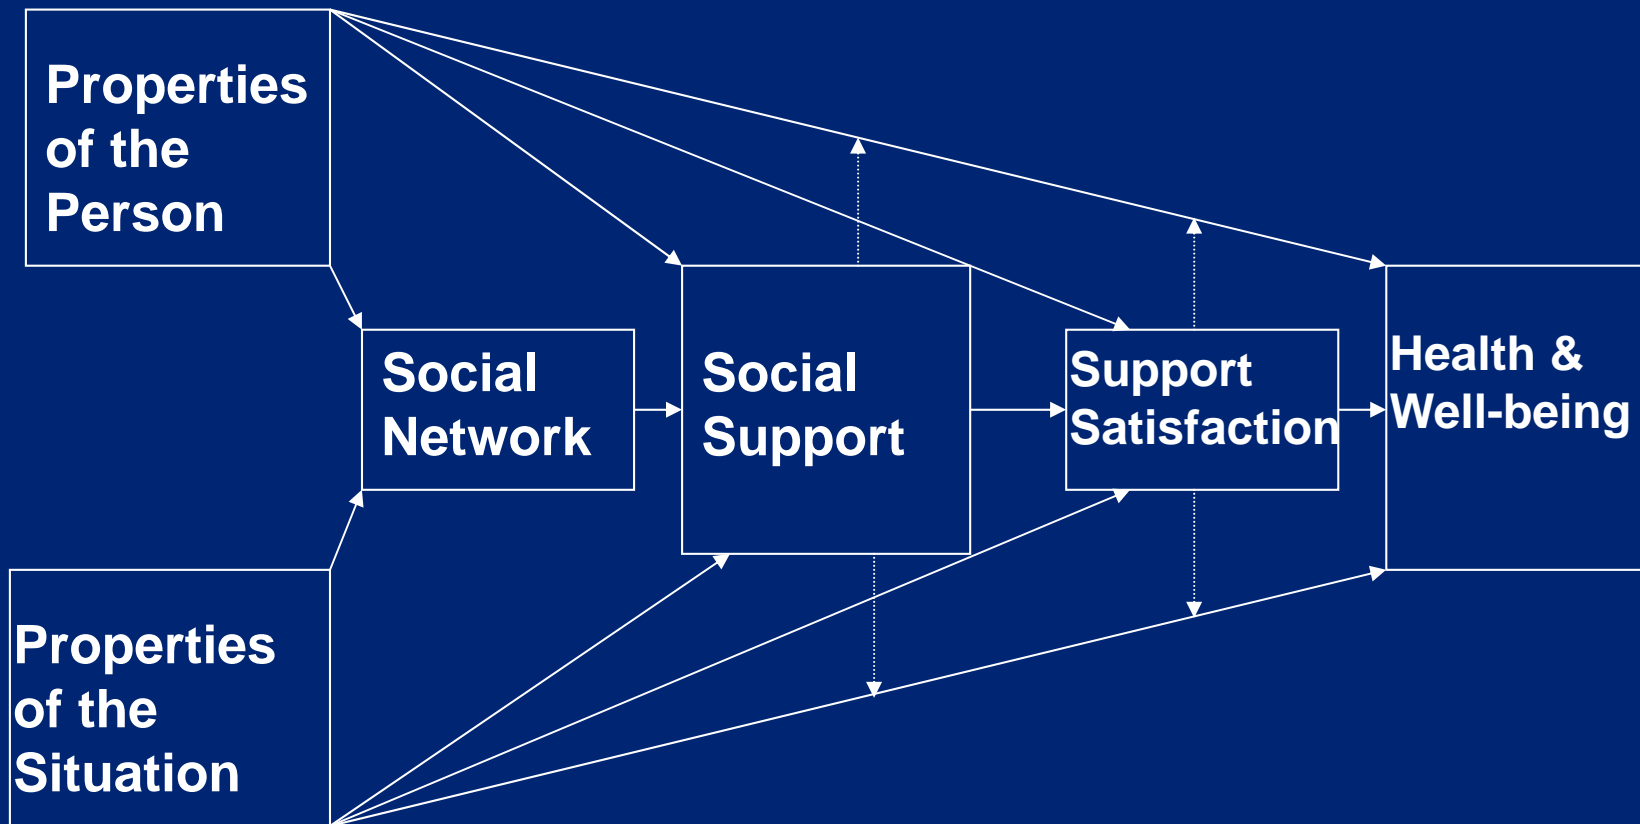 Properties
of the
Person
Social
Network
Social
Support
Support
Satisfaction
Health &
Well-being
Properties
of the
Situation